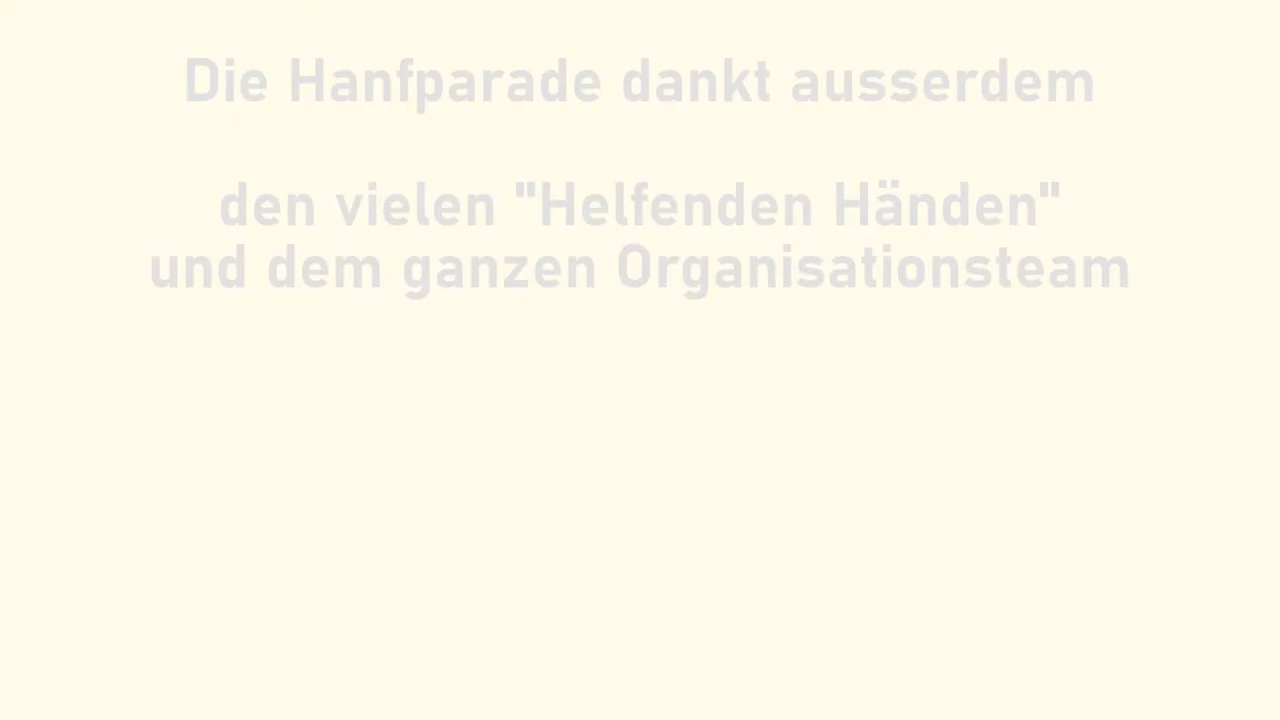 Die Hanfparade dankt ausserdem
den vielen "Helfenden Händen"
und dem ganzen Organisationsteam